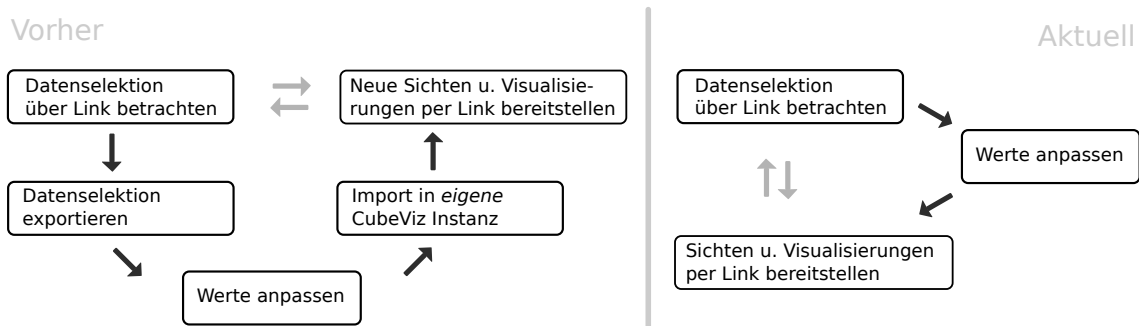 Vorher
Datenselektion
über Link betrachten
Neue Sichten u. Visualisie-
rungen per Link bereitstellen
Datenselektion
exportieren
Import in eigene
CubeViz Instanz
Werte anpassen
Aktuell
Datenselektion
über Link betrachten
Werte anpassen
Sichten u. Visualisierungen
per Link bereitstellen